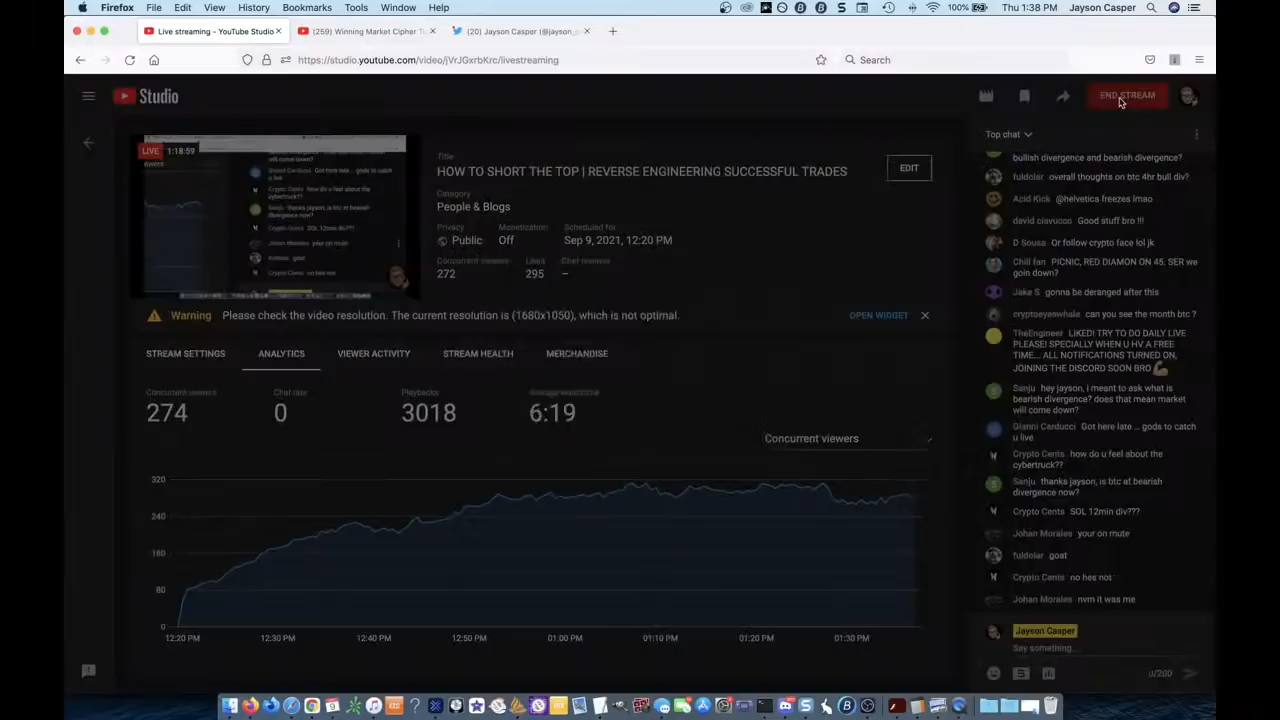 Firefox File Edit View History Bookmarks Tools Window Help 100% Thu 1:38 PM Jayson Casper
Live streaming - YouTube Studio (259) Winning Market Cipher T (20) Jayson Casper (@jayson_
https://studio.youtube.com/video/jVrJGxrbKrc/livestreaming Search
Studio END STREAM
LIVE 1:18:59
Title
HOW TO SHORT THE TOP | REVERSE ENGINEERING SUCCESSFUL TRADES
EDIT
Category
People & Blogs
Privacy Monetization Scheduled for
Public Off Sep 9, 2021, 12:20 PM
Concurrent viewers Likes Chat
272 295 –
Warning Please check the video resolution. The current resolution is (1680x1050), which is not optimal. OPEN WIDGET
STREAM SETTINGS ANALYTICS VIEWER ACTIVITY STREAM HEALTH MERCHANDISE
Concurrent viewers Chat rate Playbacks
274 0 3018 6:19
Concurrent viewers
320
240
160
80
0
12:20 PM 12:30 PM 12:40 PM 12:50 PM 01:00 PM 01:10 PM 01:20 PM 01:30 PM
Top chat
bullish divergence and bearish divergence?
fuldolar overall thoughts on btc 4hr bull div?
Acid Kick @helvetica freezes lmao
david ciavucco Good stuff bro !!!
D Sousa Or follow crypto face lol jk
Chill fan PICNIC, RED DIAMON ON 45. SER we
goin down?
Jake S gonna be deranged after this
cryptoeyeswhale can you see the month btc ?
TheEngineer LIKED! TRY TO DO DAILY LIVE
PLEASE! SPECIALLY WHEN U HV A FREE
TIME... ALL NOTIFICATIONS TURNED ON,
JOINING THE DISCORD SOON BRO
Sanju hey jayson, i meant to ask what is
bearish divergence? does that mean market
will come down?
Gianni Carducci Got here late .. gods to catch
u live
Crypto Cents how do u feel about the
cybertruck??
Sanju thanks jayson, is btc at bearish
divergence now?
Crypto Cents SOL 12min div???
Johan Morales your on mute
fuldolar goat
Crypto Cents no hes not
Johan Morales nvm it was me
Jayson Casper
Say something...
0/200